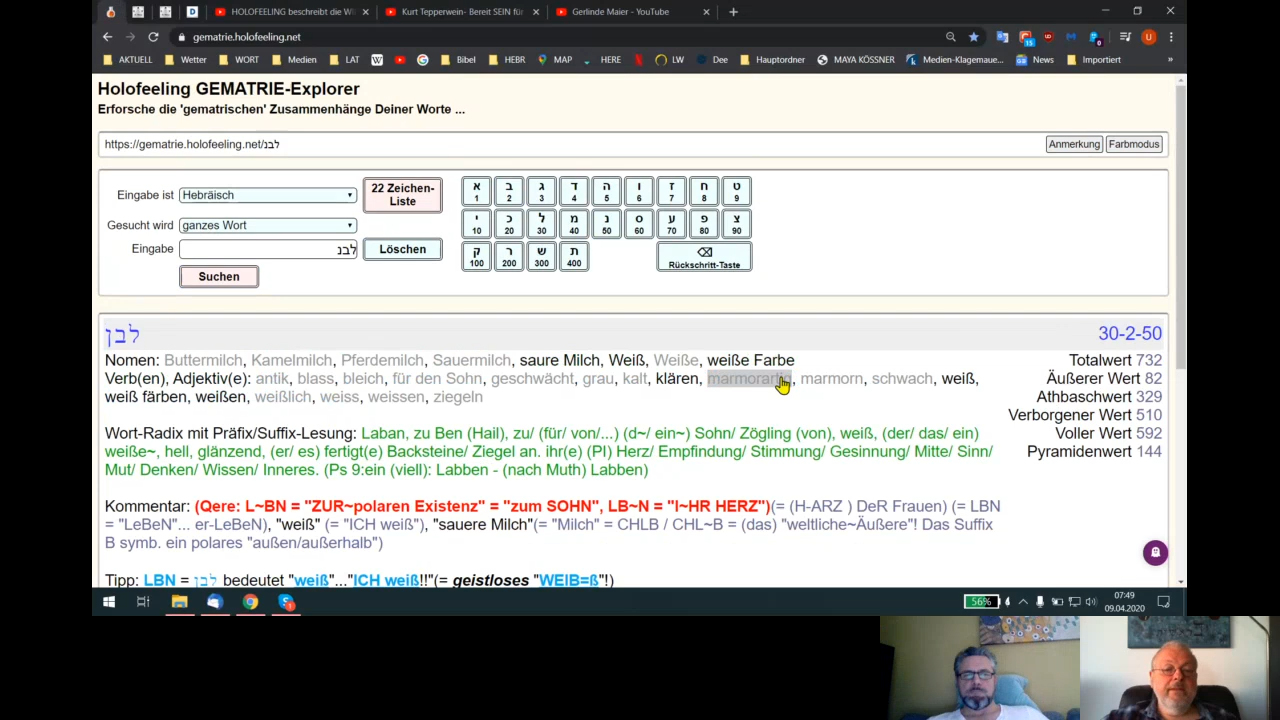 HOLOFEELING beschreibt die WI
Kurt Tepperwein- Bereit SEIN für
Gerlinde Maier - YouTube
gematrie.holofeeling.net
AKTUELL Wetter WORT Medien LAT Bibel HEBR MAP HERE LW Dee Hauptordner MAYA KÖSSNER Medien-Klagemaue... News Importiert »
Holofeeling GEMATRIE-Explorer
Erforsche die 'gematrischen' Zusammenhänge Deiner Worte ...
https://gematrie.holofeeling.net/לבנ
Anmerkung Farbmodus
Eingabe ist Hebräisch
22 Zeichen-Liste
Gesucht wird ganzes Wort
Eingabe לבנ
Löschen
Suchen
א ב ג ד ה ו ז ח ט
1 2 3 4 5 6 7 8 9
י כ ל מ נ ס ע פ צ
10 20 30 40 50 60 70 80 90
ק ר ש ת
100 200 300 400
Rückschritt-Taste
לבן 30-2-50
Nomen: Buttermilch, Kamelmilch, Pferdemilch, Sauermilch, saure Milch, Weiß, Weiße, weiße Farbe
Verb(en), Adjektiv(e): antik, blass, bleich, für den Sohn, geschwächt, grau, kalt, klären, marmorartig, marmorn, schwach, weiß,
weiß färben, weißen, weißlich, weiss, weissen, ziegeln
Totalwert 732
Äußerer Wert 82
Athbaschwert 329
Verborgener Wert 510
Voller Wert 592
Pyramidenwert 144
Wort-Radix mit Präfix/Suffix-Lesung: Laban, zu Ben (Hail), zu/ (für/ von/...) (d~/ ein~) Sohn/ Zögling (von), weiß, (der/ das/ ein)
weiße~, hell, glänzend, (er/ es) fertigt(e) Backsteine/ Ziegel an. ihr(e) (PI) Herz/ Empfindung/ Stimmung/ Gesinnung/ Mitte/ Sinn/
Mut/ Denken/ Wissen/ Inneres. (Ps 9:ein (viell): Labben - (nach Muth) Labben)
Kommentar: (Qere: L~BN = "ZUR~polaren Existenz" = "zum SOHN", LB~N = "I~HR HERZ")(= (H-ARZ ) DeR Frauen) (= LBN
= "LeBeN"... er-LeBeN), "weiß" (= "ICH weiß"), "sauere Milch"(= "Milch" = CHLB / CHL~B = (das) "weltliche~Äußere"! Das Suffix
B symb. ein polares "außen/außerhalb")
Tipp: LBN = לבן bedeutet "weiß"..."ICH weiß!!"(= geistloses "WEIB=ß"!)
56%
07:49
09.04.2020